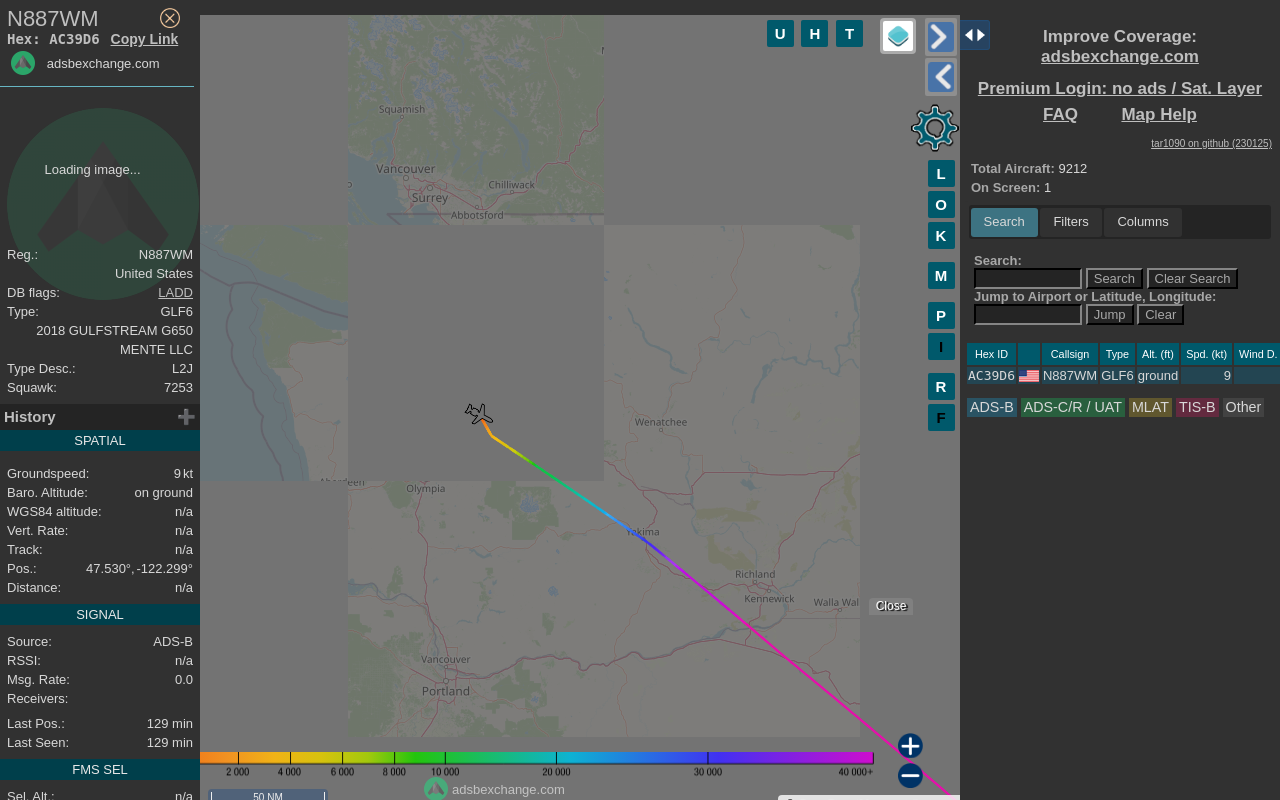 N887WM
Hex: AC39D6 Copy Link
adsbexchange.com
Loading image...
Reg.: N887WM
United States
DB flags: LADD
Type: GLF6
2018 GULFSTREAM G650
MENTE LLC
Type Desc.: L2J
Squawk: 7253
History
SPATIAL
Groundspeed: 9 kt
Baro. Altitude: on ground
WGS84 altitude: n/a
Vert. Rate: n/a
Track: n/a
Pos.: 47.530°, -122.299°
Distance: n/a
SIGNAL
Source: ADS-B
RSSI: n/a
Msg. Rate: 0.0
Receivers:
Last Pos.: 129 min
Last Seen: 129 min
FMS SEL
Sel. Alt.: n/a
U H T
L
O
K
M
P
I
R
F
Squamish
Vancouver
Surrey
Chilliwack
Abbotsford
Wenatchee
Aberdeen
Olympia
Yakima
Richland
Kennewick
Walla Wal
Vancouver
Portland
Close
2 000 4 000 6 000 8 000 10 000 20 000 30 000 40 000+
adsbexchange.com
50 NM
Improve Coverage:
adsbexchange.com
Premium Login: no ads / Sat. Layer
FAQ Map Help
tar1090 on github (230125)
Total Aircraft: 9212
On Screen: 1
Search Filters Columns
Search:
Search Clear Search
Jump to Airport or Latitude, Longitude:
Jump Clear
Hex ID Callsign Type Alt. (ft) Spd. (kt) Wind D.
AC39D6 N887WM GLF6 ground 9
ADS-B ADS-C/R / UAT MLAT TIS-B Other